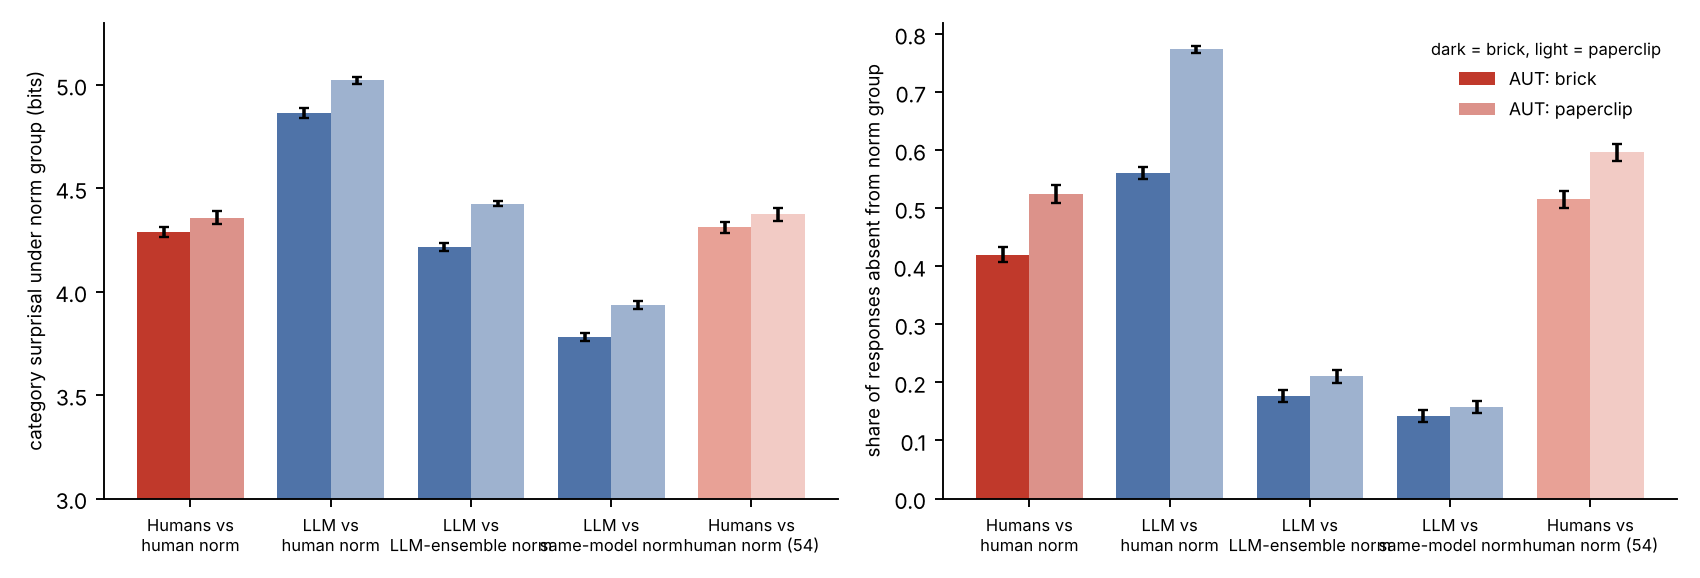 category surprisal under norm group (bits)
5.0
4.5
4.0
3.5
3.0
Humans vs
human norm
LLM vs
human norm
LLM vs
LLM-ensemble norm
LLM vs
same-model norm
Humans vs
human norm (54)
share of responses absent from norm group
0.8
0.7
0.6
0.5
0.4
0.3
0.2
0.1
0.0
dark = brick, light = paperclip
AUT: brick
AUT: paperclip
Humans vs
human norm
LLM vs
human norm
LLM vs
LLM-ensemble norm
LLM vs
same-model norm
Humans vs
human norm (54)